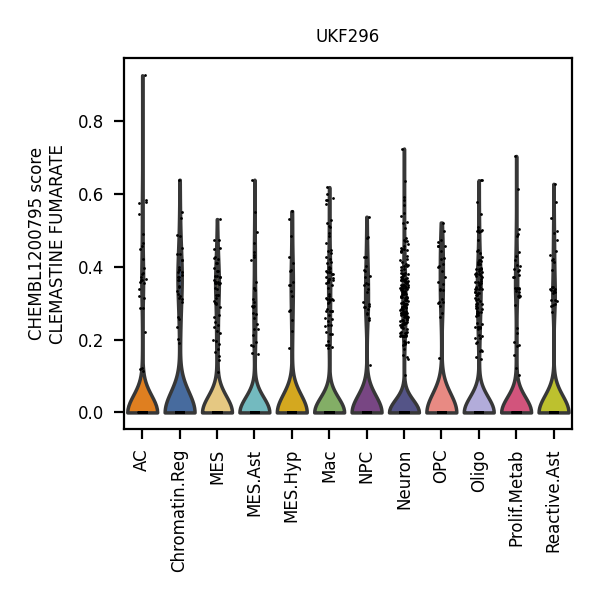 UKF296
CHEMBL1200795 score
CLEMASTINE FUMARATE
0.8
0.6
0.4
0.2
0.0
AC
Chromatin.Reg
MES
MES.Ast
MES.Hyp
Mac
NPC
Neuron
OPC
Oligo
Prolif.Metab
Reactive.Ast